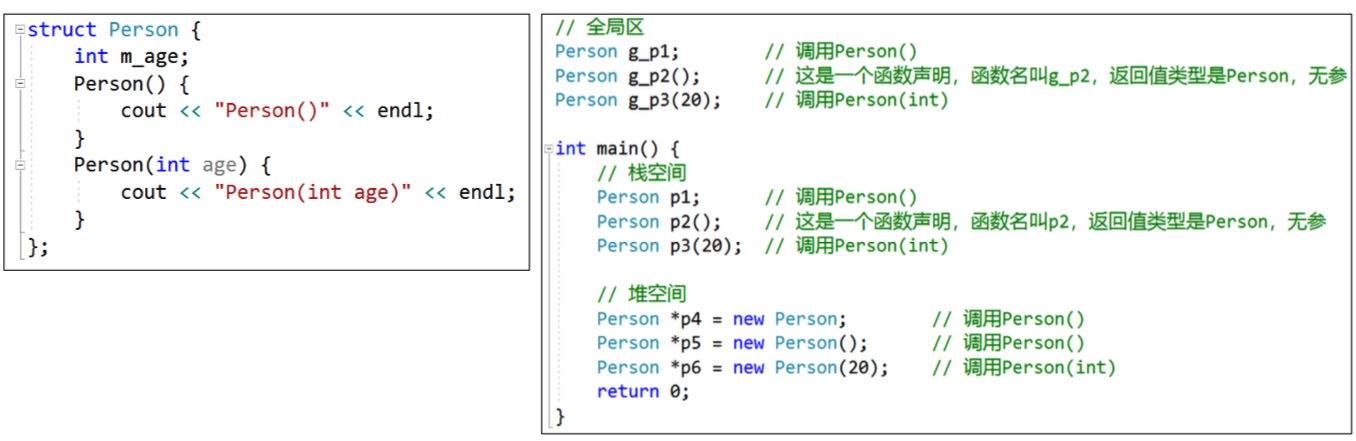 struct Person {
    int m_age;
    Person() {
        cout << "Person()" << endl;
    }
    Person(int age) {
        cout << "Person(int age)" << endl;
    }
};
// 全局区
Person g_p1;        // 调用Person()
Person g_p2();      // 这是一个函数声明，函数名叫g_p2，返回值类型是Person，无参
Person g_p3(20);    // 调用Person(int)
int main() {
    // 栈空间
    Person p1;      // 调用Person()
    Person p2();    // 这是一个函数声明，函数名叫p2，返回值类型是Person，无参
    Person p3(20);  // 调用Person(int)
    // 堆空间
    Person *p4 = new Person;        // 调用Person()
    Person *p5 = new Person();      // 调用Person()
    Person *p6 = new Person(20);    // 调用Person(int)
    return 0;
}